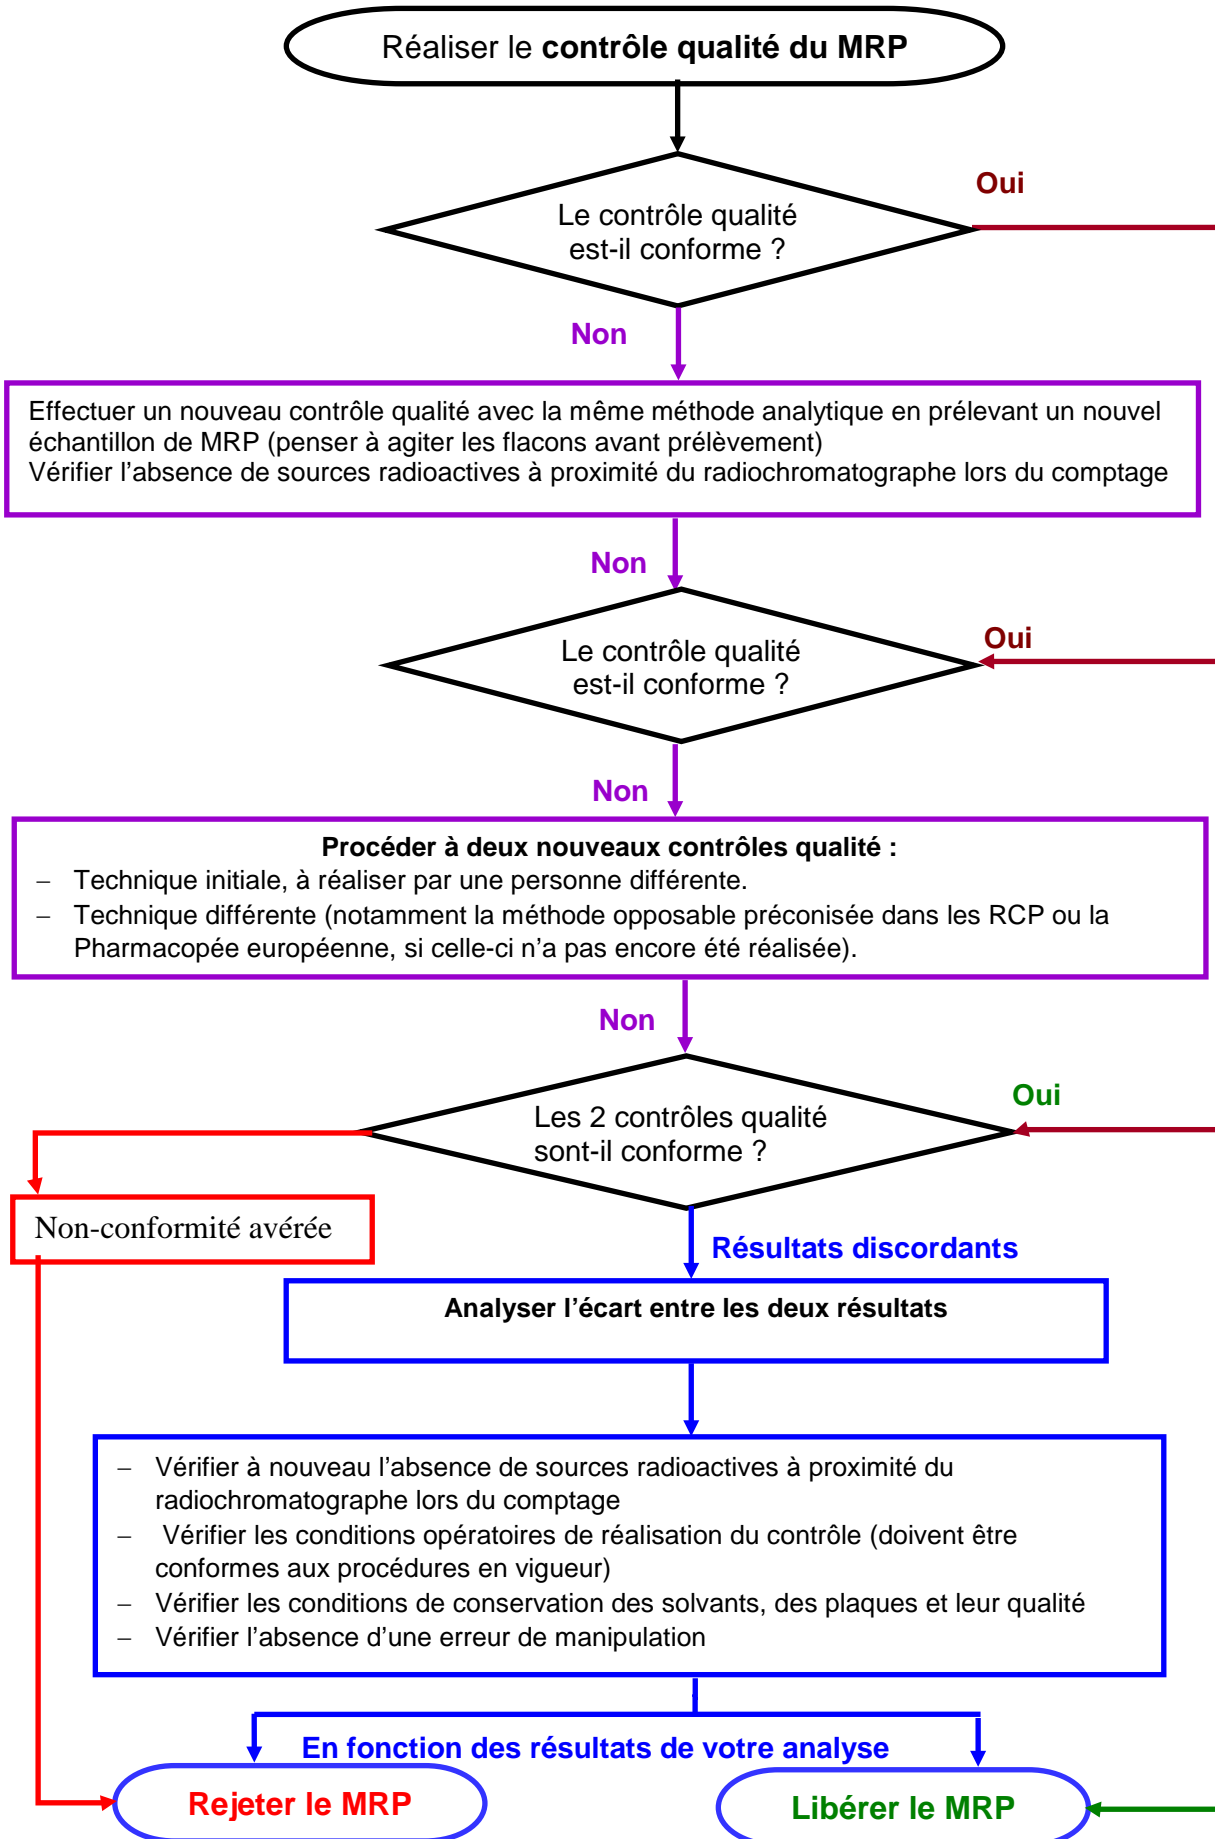 Réaliser le contrôle qualité du MRP
Oui
Le contrôle qualité
est-il conforme ?
Non
Effectuer un nouveau contrôle qualité avec la même méthode analytique en prélevant un nouvel
échantillon de MRP (penser à agiter les flacons avant prélèvement)
Vérifier l’absence de sources radioactives à proximité du radiochromatographe lors du comptage
Non
Oui
Le contrôle qualité
est-il conforme ?
Non
Procéder à deux nouveaux contrôles qualité :
– Technique initiale, à réaliser par une personne différente.
– Technique différente (notamment la méthode opposable préconisée dans les RCP ou la
Pharmacopée européenne, si celle-ci n’a pas encore été réalisée).
Non
Oui
Les 2 contrôles qualité
sont-il conforme ?
Non-conformité avérée
Résultats discordants
Analyser l’écart entre les deux résultats
– Vérifier à nouveau l’absence de sources radioactives à proximité du
radiochromatographe lors du comptage
– Vérifier les conditions opératoires de réalisation du contrôle (doivent être
conformes aux procédures en vigueur)
– Vérifier les conditions de conservation des solvants, des plaques et leur qualité
– Vérifier l’absence d’une erreur de manipulation
En fonction des résultats de votre analyse
Rejeter le MRP
Libérer le MRP